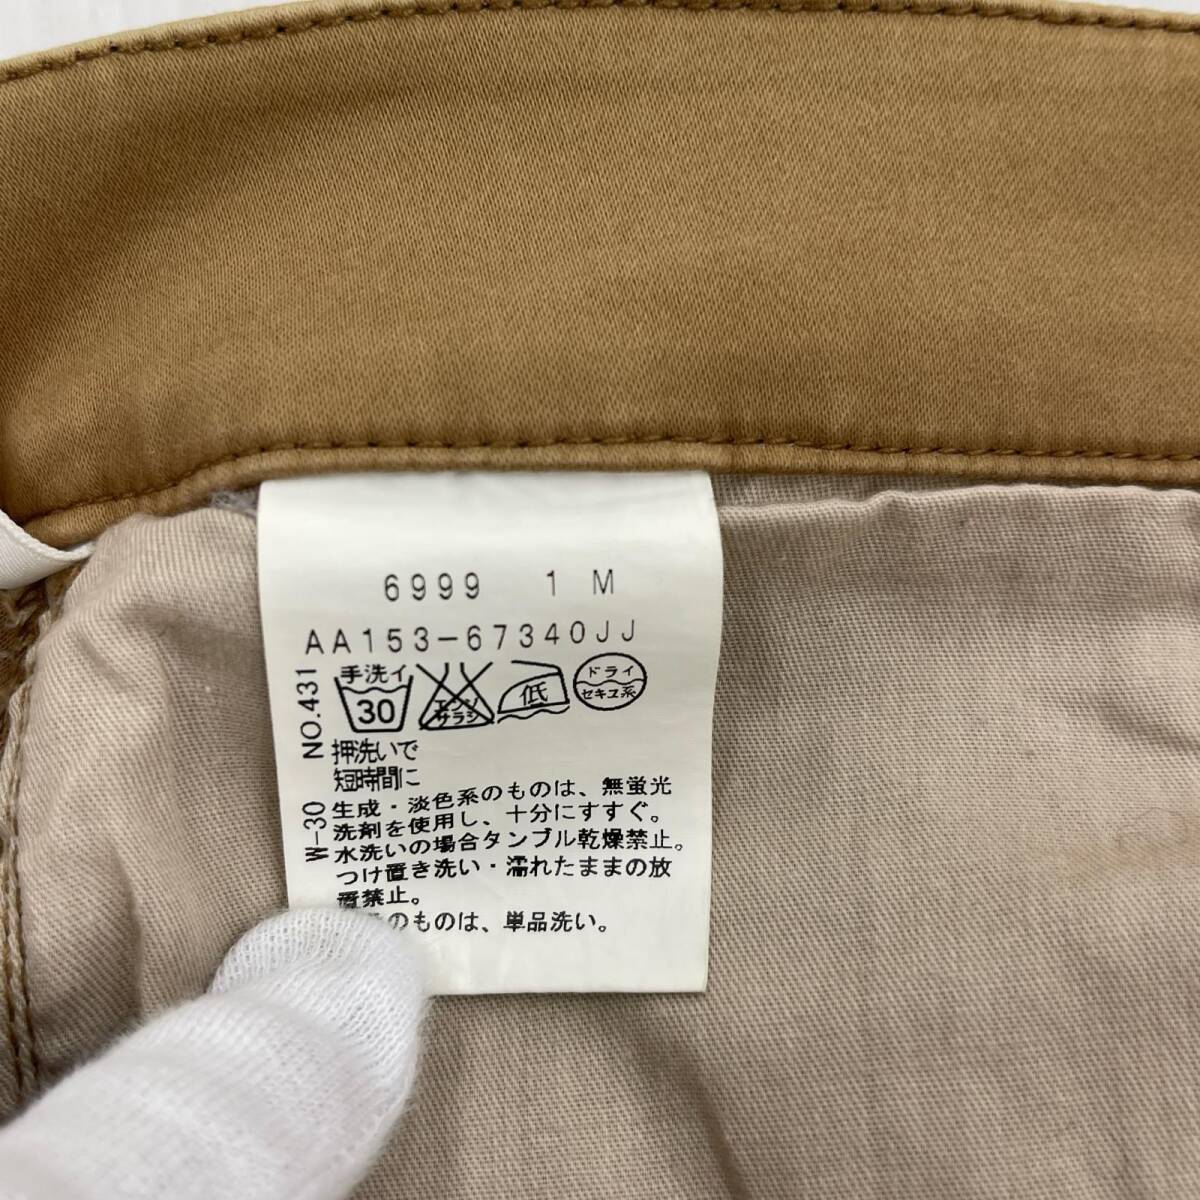 6999 1 M
AA153-67340JJ
NO.431
W-30
手洗イ
30
エンソ
サラシ
低
ドライ
セキユ系
押洗いで
短時間に
生成・淡色系のものは、無蛍光
洗剤を使用し、十分にすすぐ。
水洗いの場合タンブル乾燥禁止。
つけ置き洗い・濡れたままの放
置禁止。
のものは、単品洗い。